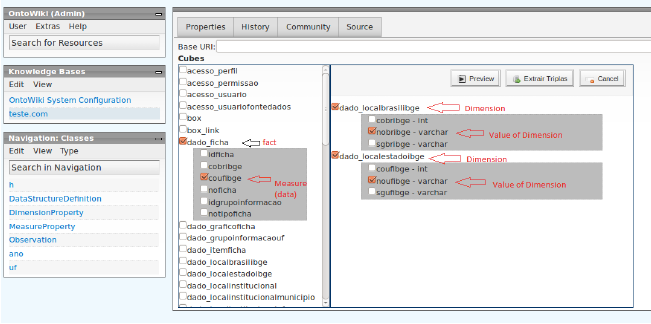 OntoWiki (Admin)
User Extras Help
Search for Resources
Knowledge Bases
Edit View
OntoWiki System Configuration
teste.com
Navigation: Classes
Edit View Type
Search in Navigation
h
DataStructureDefinition
DimensionProperty
MeasureProperty
Observation
ano
uf
Properties History Community Source
Base URI:
Cubes
acesso_perfil
acesso_permissao
acesso_usuario
acesso_usuariofontedados
box
box_link
dado_ficha fact
idficha
cobribge
coufibge Measure
(data)
noficha
idgrupoinformacao
notipoficha
dado_graficoficha
dado_grupoinformacaouf
dado_itemficha
dado_localbrasilibge
dado_localestadoibge
dado_localinstitucional
dado_localinstitucionalmunicipio
Preview Extrair Triplas Cancel
dado_localbrasilibge Dimension
cobribge - int
nobribge - varchar Value of Dimension
sgbribge - varchar
dado_localestadoibge Dimension
coufibge - int
noufibge - varchar Value of Dimension
sgufibge - varchar